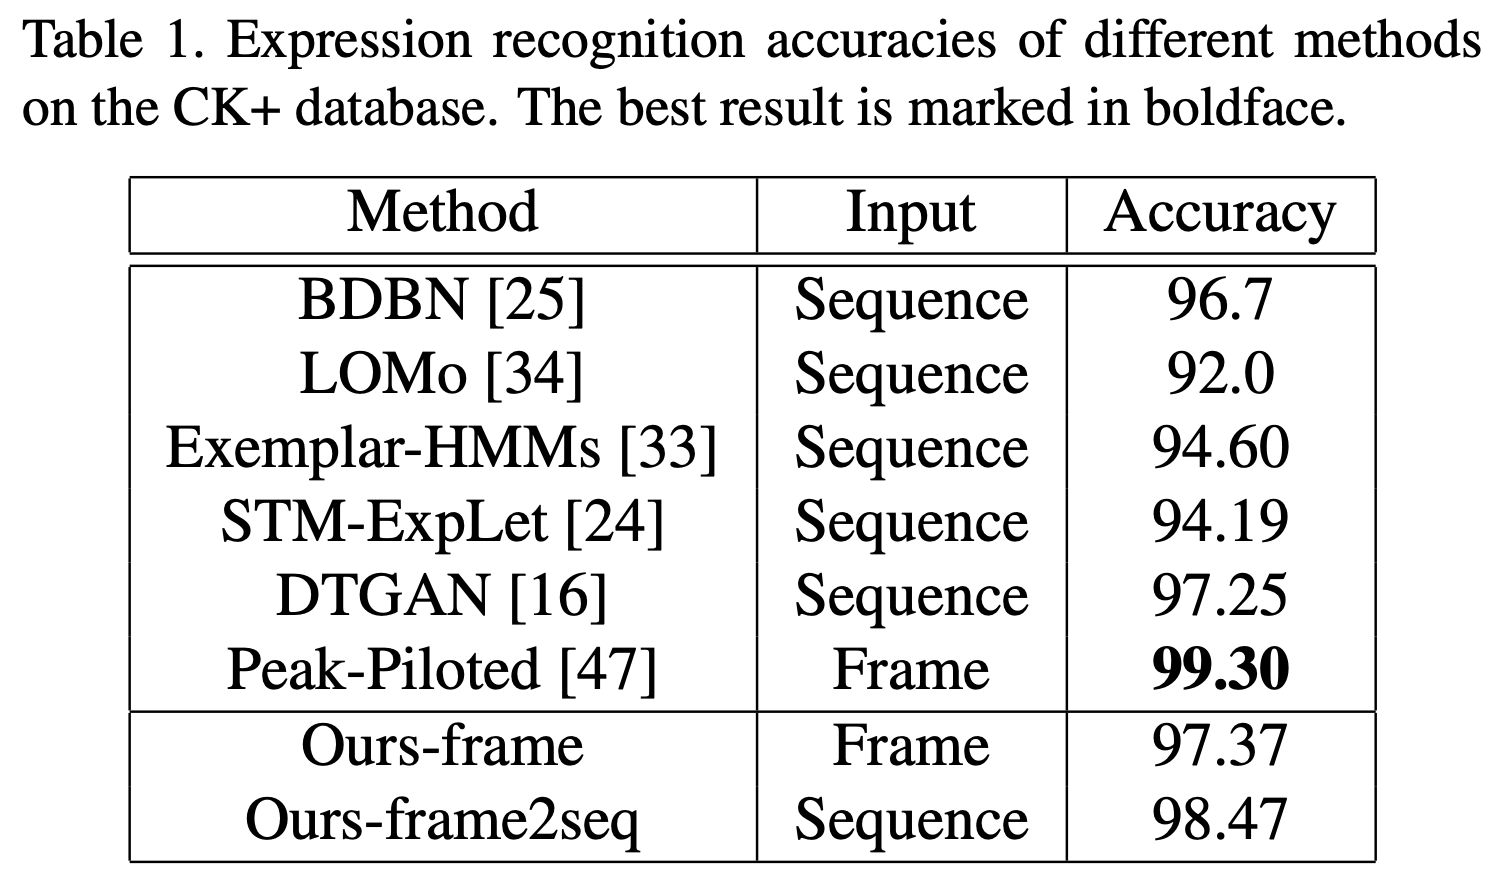 Table 1. Expression recognition accuracies of different methods
on the CK+ database. The best result is marked in boldface.
Method Input Accuracy
BDBN [25] Sequence 96.7
LOMo [34] Sequence 92.0
Exemplar-HMMs [33] Sequence 94.60
STM-ExpLet [24] Sequence 94.19
DTGAN [16] Sequence 97.25
Peak-Piloted [47] Frame 99.30
Ours-frame Frame 97.37
Ours-frame2seq Sequence 98.47